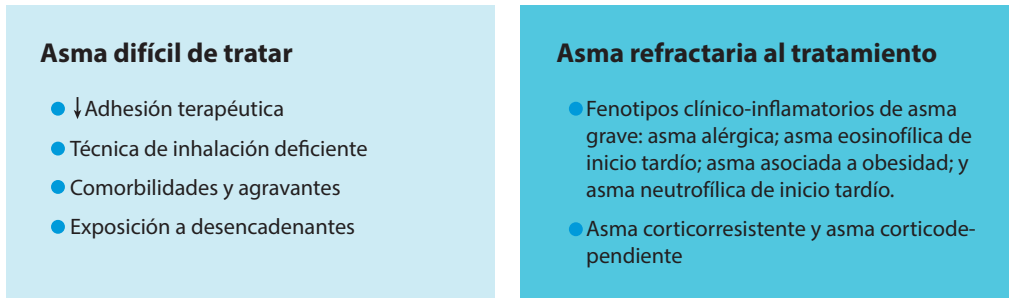 Asma difícil de tratar
● ↓Adhesión terapéutica
● Técnica de inhalación deficiente
● Comorbilidades y agravantes
● Exposición a desencadenantes
Asma refractaria al tratamiento
● Fenotipos clínico-inflamatorios de asma
grave: asma alérgica; asma eosinofílica de
inicio tardío; asma asociada a obesidad; y
asma neutrofílica de inicio tardío.
● Asma corticorresistente y asma corticode-
pendiente